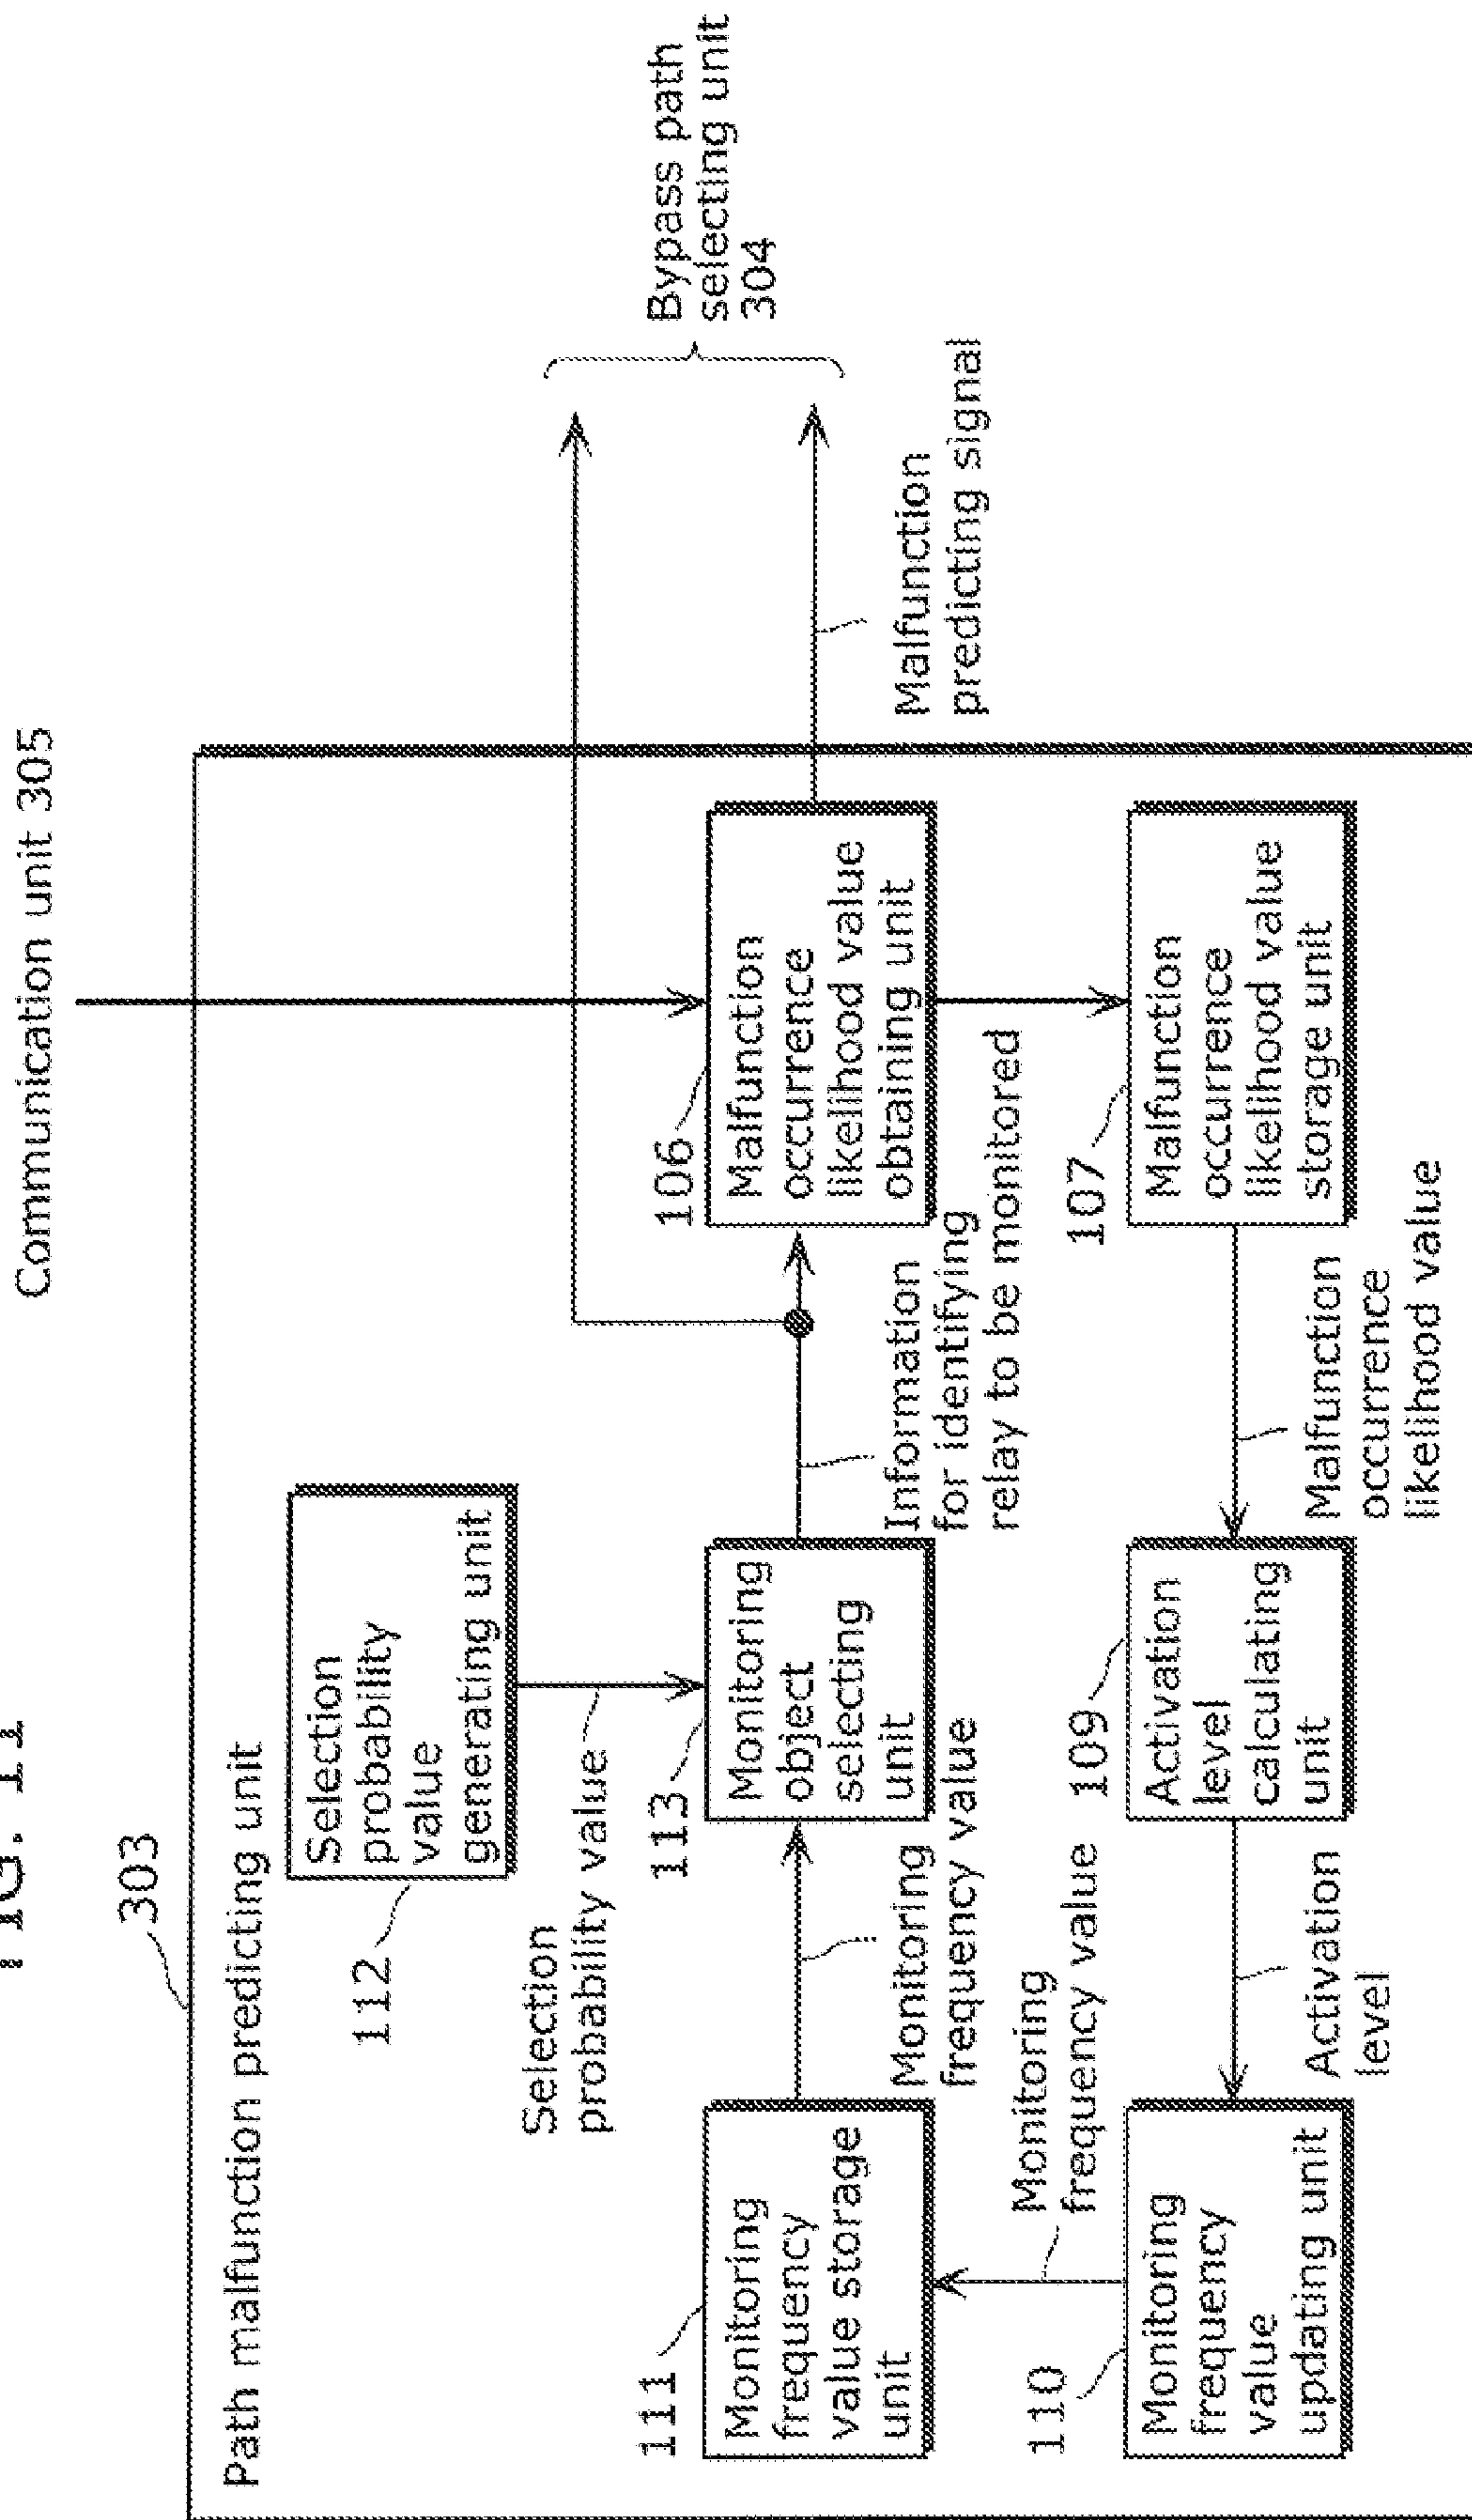 FIG. 11
Communication unit 305
303
Path malfunction predicting unit
112
Selection
probability
value
generating unit
Selection
probability value
Bypass path
selecting unit
304
111
Monitoring
frequency
value storage
unit
Monitoring
frequency value
113
Monitoring
object
selecting
unit
Information
for identifying
relay to be monitored
106
Malfunction
occurrence
likelihood value
obtaining unit
Malfunction
predicting signal
Monitoring
frequency value
110
Monitoring
frequency
value
updating unit
Activation
level
109
Activation
level
calculating
unit
Malfunction
occurrence
likelihood value
107
Malfunction
occurrence
likelihood value
storage unit